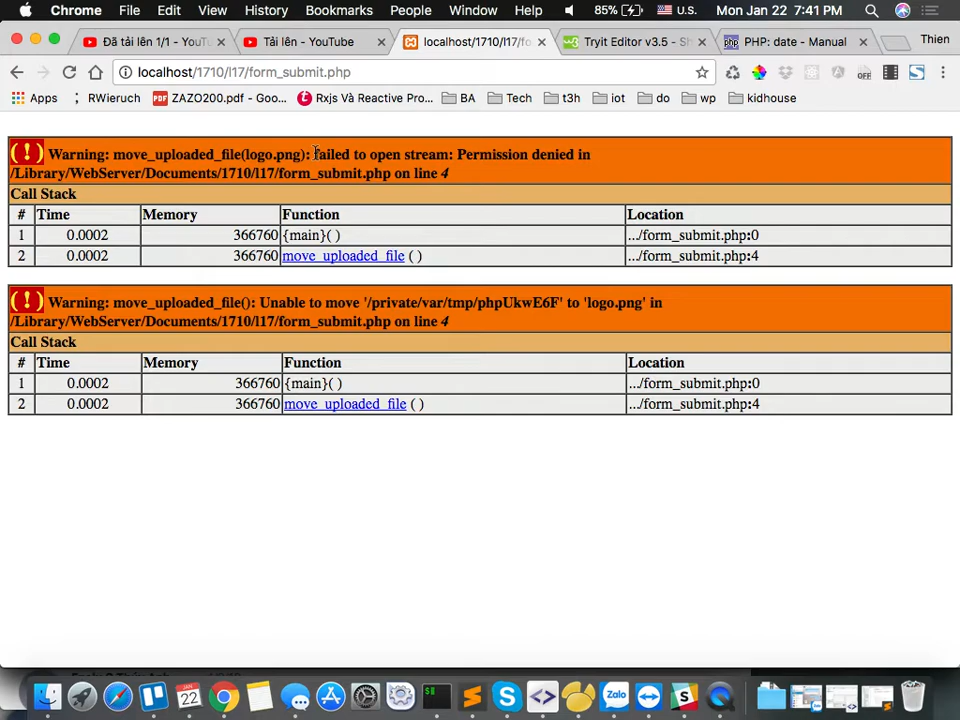 Chrome File Edit View History Bookmarks People Window Help 85% U.S. Mon Jan 22 7:41 PM
Đã tải lên 1/1 - YouTu Tải lên - YouTube localhost/1710/l17/fo Tryit Editor v3.5 - Sh php PHP: date - Manual Thien
localhost/1710/l17/form_submit.php
Apps RWieruch PDF ZAZO200.pdf - Goo... Rxjs Và Reactive Pro... BA Tech t3h iot do wp kidhouse
( ! ) Warning: move_uploaded_file(logo.png): failed to open stream: Permission denied in
/Library/WebServer/Documents/1710/l17/form_submit.php on line 4
Call Stack
# Time Memory Function Location
1 0.0002 366760 {main}( ) .../form_submit.php:0
2 0.0002 366760 move_uploaded_file ( ) .../form_submit.php:4
( ! ) Warning: move_uploaded_file(): Unable to move '/private/var/tmp/phpUkwE6F' to 'logo.png' in
/Library/WebServer/Documents/1710/l17/form_submit.php on line 4
Call Stack
# Time Memory Function Location
1 0.0002 366760 {main}( ) .../form_submit.php:0
2 0.0002 366760 move_uploaded_file ( ) .../form_submit.php:4
JAN
22
Zalo